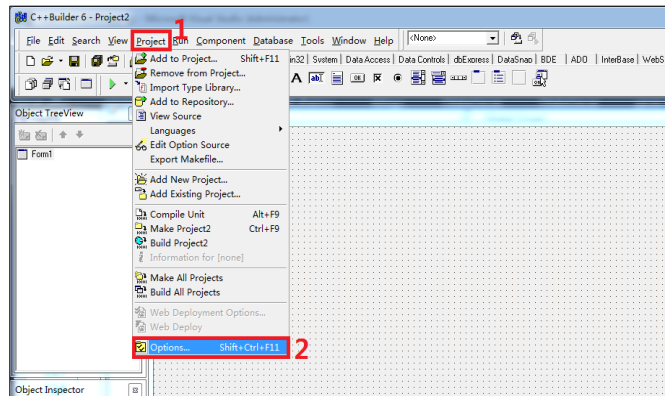 C++Builder 6 - Project2
1
File Edit Search View Project Run Component Database Tools Window Help <None>
Add to Project... Shift+F11
Win32 System Data Access Data Controls dbExpress DataSnap BDE ADO InterBase WebS
Remove from Project...
Import Type Library...
Add to Repository...
Object TreeView
View Source
Languages
Edit Option Source
Form1
Export Makefile...
Add New Project...
Add Existing Project...
Compile Unit Alt+F9
Make Project2 Ctrl+F9
Build Project2
Information for [none]
Make All Projects
Build All Projects
Web Deployment Options...
Web Deploy
Options... Shift+Ctrl+F11
2
Object Inspector